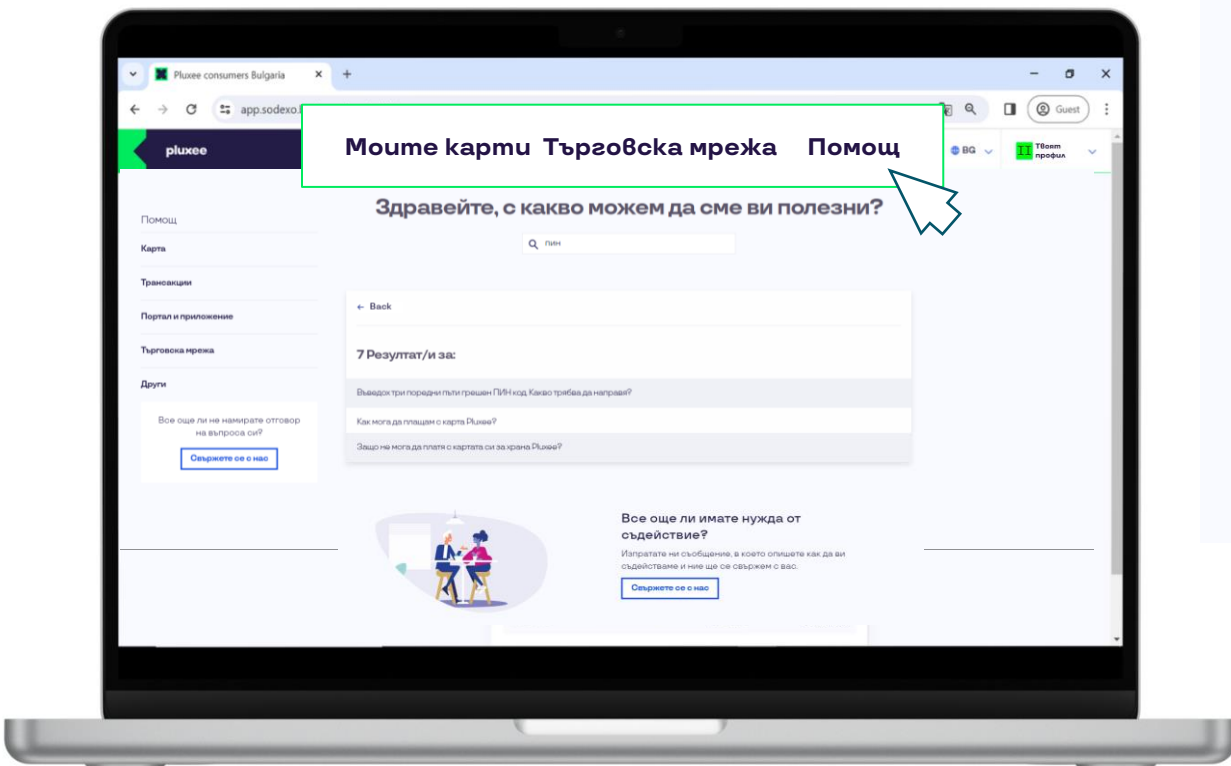 Pluxee consumers Bulgaria
app.sodexo.
Guest
pluxee
Моите карти Търговска мрежа Помощ
BG
Твоят профил
Здравейте, с какво можем да сме ви полезни?
пин
Помощ
Карта
Трансакции
Портал и приложение
Търговска мрежа
Други
Все още ли не намирате отговор
на въпроса си?
Свържете се с нас
← Back
7 Резултат/и за:
Въведох три поредни пъти грешен ПИН код. Какво трябва да направя?
Как мога да плащам с карта Pluxee?
Защо не мога да платя с картата си за храна Pluxee?
Все още ли имате нужда от
съдействие?
Изпратете ни съобщение, в което опишете как да ви
съдействаме и ние ще се свържем с вас.
Свържете се с нас